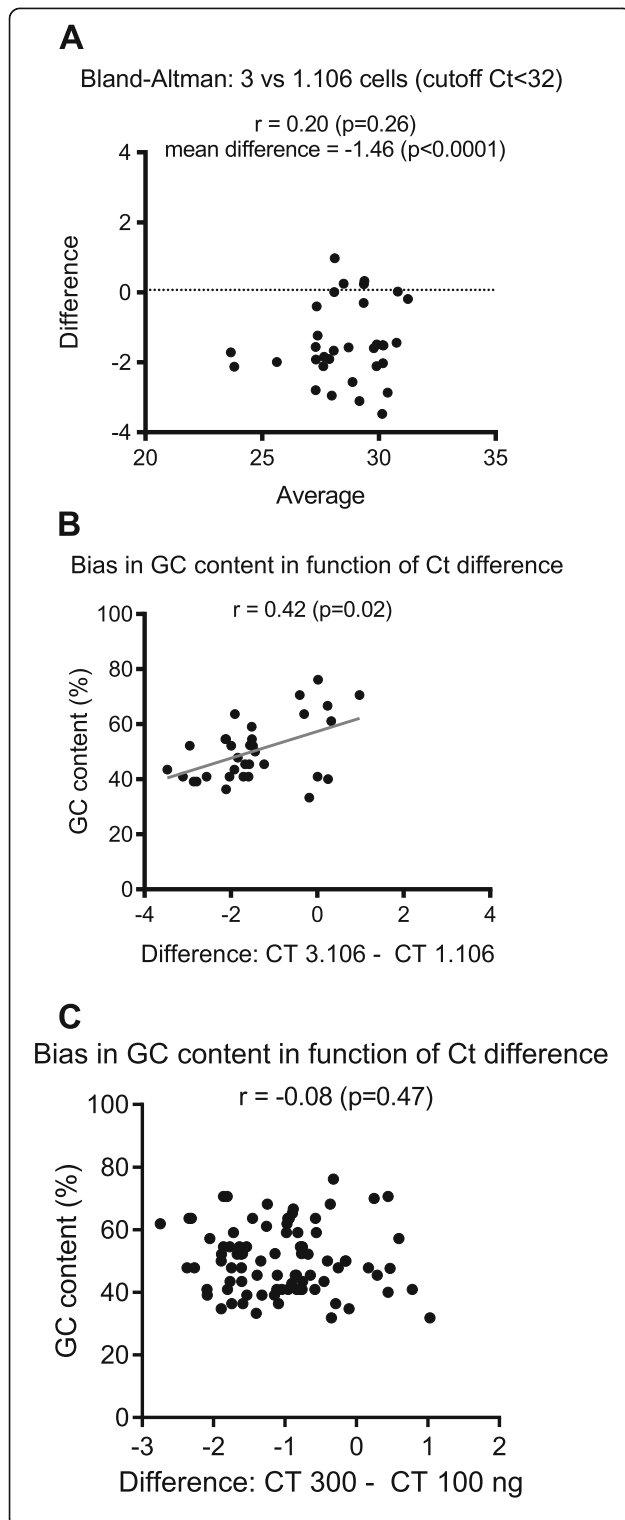 A
Bland-Altman: 3 vs 1.106 cells (cutoff Ct<32)
r = 0.20 (p=0.26)
mean difference = -1.46 (p<0.0001)
4
2
0
-2
-4
Difference
20 25 30 35
Average
B
Bias in GC content in function of Ct difference
r = 0.42 (p=0.02)
100
80
60
40
20
0
GC content (%)
-4 -2 0 2 4
Difference: CT 3.106 - CT 1.106
C
Bias in GC content in function of Ct difference
r = -0.08 (p=0.47)
100
80
60
40
20
0
GC content (%)
-3 -2 -1 0 1 2
Difference: CT 300 - CT 100 ng